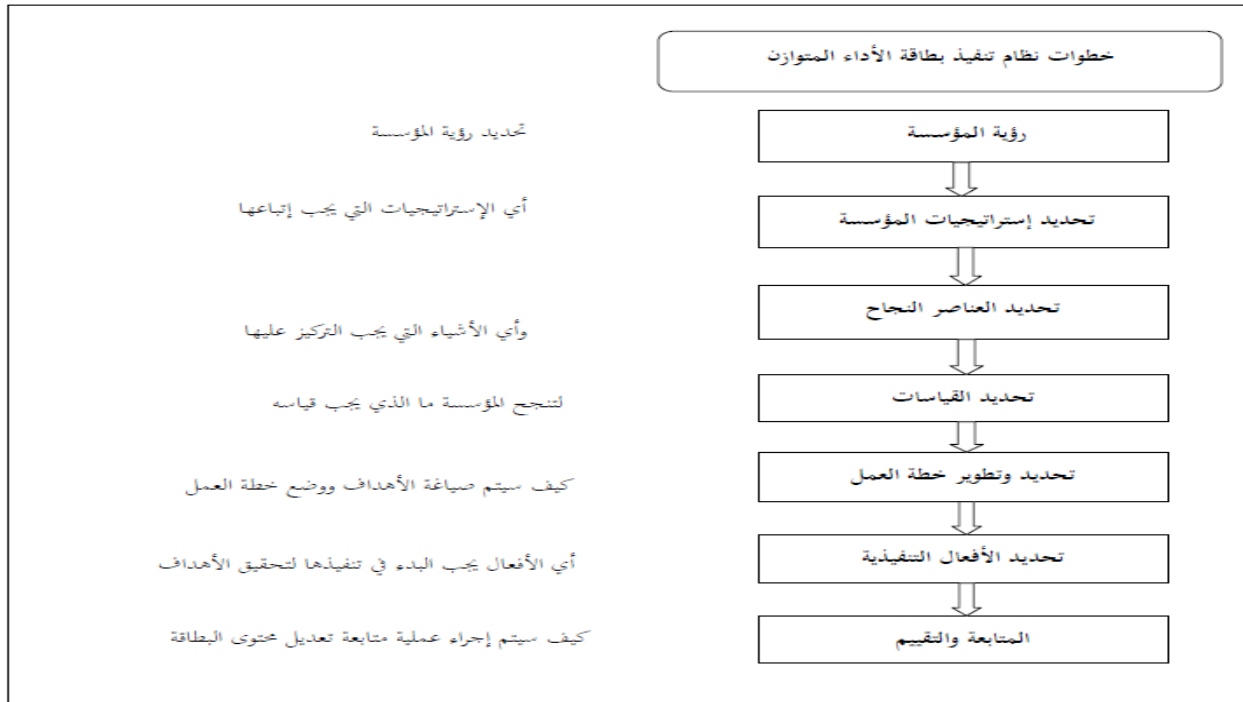 خطوات نظام تنفيذ بطاقة الأداء المتوازن
رؤية المؤسسة
تحديد رؤية المؤسسة
تحديد إستراتيجيات المؤسسة
أي الإستراتيجيات التي يجب إتباعها
تحديد العناصر النجاح
وأي الأشياء التي يجب التركيز عليها
تحديد القياسات
لتنجح المؤسسة ما الذي يجب قياسه
تحديد وتطوير خطة العمل
كيف سيتم صياغة الأهداف ووضع خطة العمل
تحديد الأفعال التنفيذية
أي الأفعال يجب البدء في تنفيذها لتحقيق الأهداف
المتابعة والتقييم
كيف سيتم إجراء عملية متابعة تعديل محتوى البطاقة